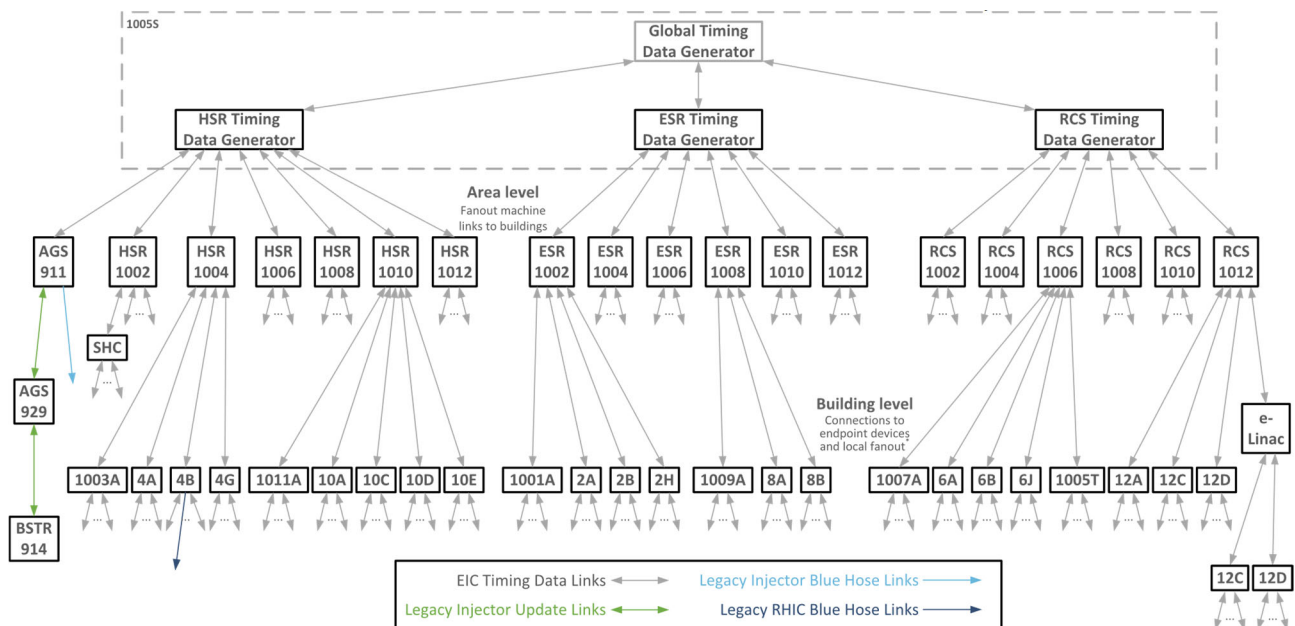 1005S
Global Timing
Data Generator
HSR Timing
Data Generator
ESR Timing
Data Generator
RCS Timing
Data Generator
Area level
Fanout machine
links to buildings
AGS
911
HSR
1002
HSR
1004
HSR
1006
HSR
1008
HSR
1010
HSR
1012
ESR
1002
ESR
1004
ESR
1006
ESR
1008
ESR
1010
ESR
1012
RCS
1002
RCS
1004
RCS
1006
RCS
1008
RCS
1010
RCS
1012
SHC
AGS
929
Building level
Connections to
endpoint devices
and local fanout
e-
Linac
1003A
4A
4B
4G
1011A
10A
10C
10D
10E
1001A
2A
2B
2H
1009A
8A
8B
1007A
6A
6B
6J
1005T
12A
12C
12D
BSTR
914
12C
12D
EIC Timing Data Links
Legacy Injector Blue Hose Links
Legacy Injector Update Links
Legacy RHIC Blue Hose Links